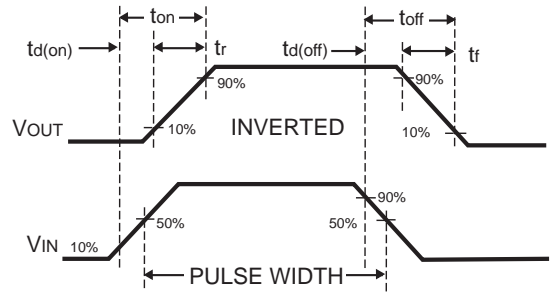 ton
toff
td(on)
tr
td(off)
tf
90%
90%
VOUT
10%
INVERTED
10%
90%
50%
50%
VIN
10%
PULSE WIDTH